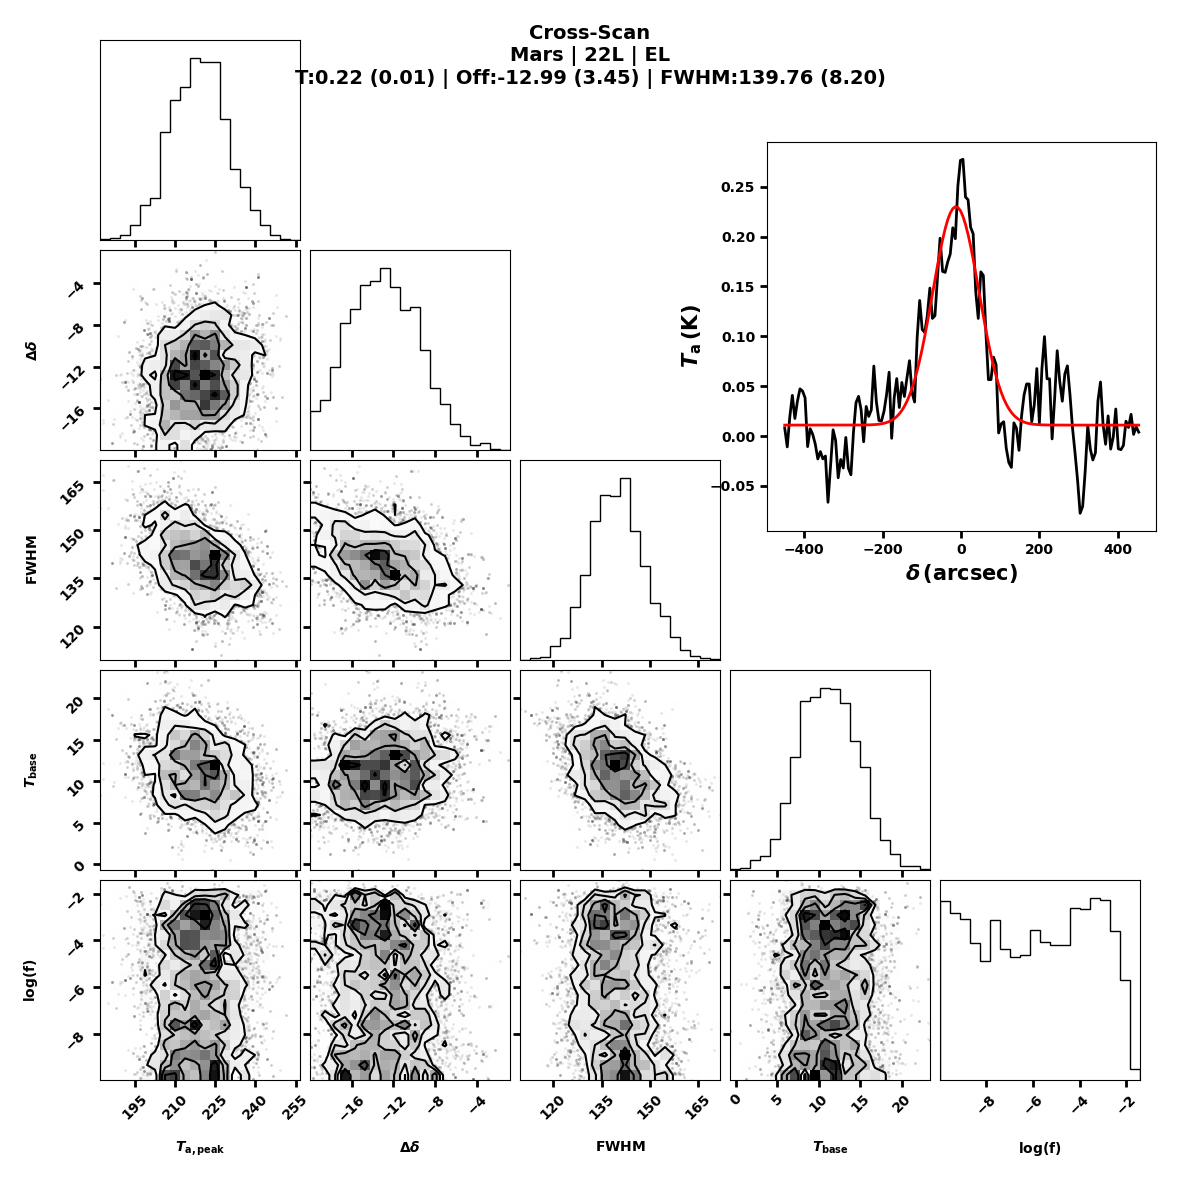 Cross-Scan
Mars | 22L | EL
T:0.22 (0.01) | Off:-12.99 (3.45) | FWHM:139.76 (8.20)
0.25
0.20
0.15
0.10
0.05
0.00
−0.05
T a (K)
−400 −200 0 200 400
δ (arcsec)
−4
−8
−12
−16
Δδ
165
150
135
120
FWHM
20
15
10
5
0
T base
−2
−4
−6
−8
log(f)
195 210 225 240 255
−16 −12 −8 −4
120 135 150 165
0 5 10 15 20
−8 −6 −4 −2
T a, peak
Δδ
FWHM
T base
log(f)